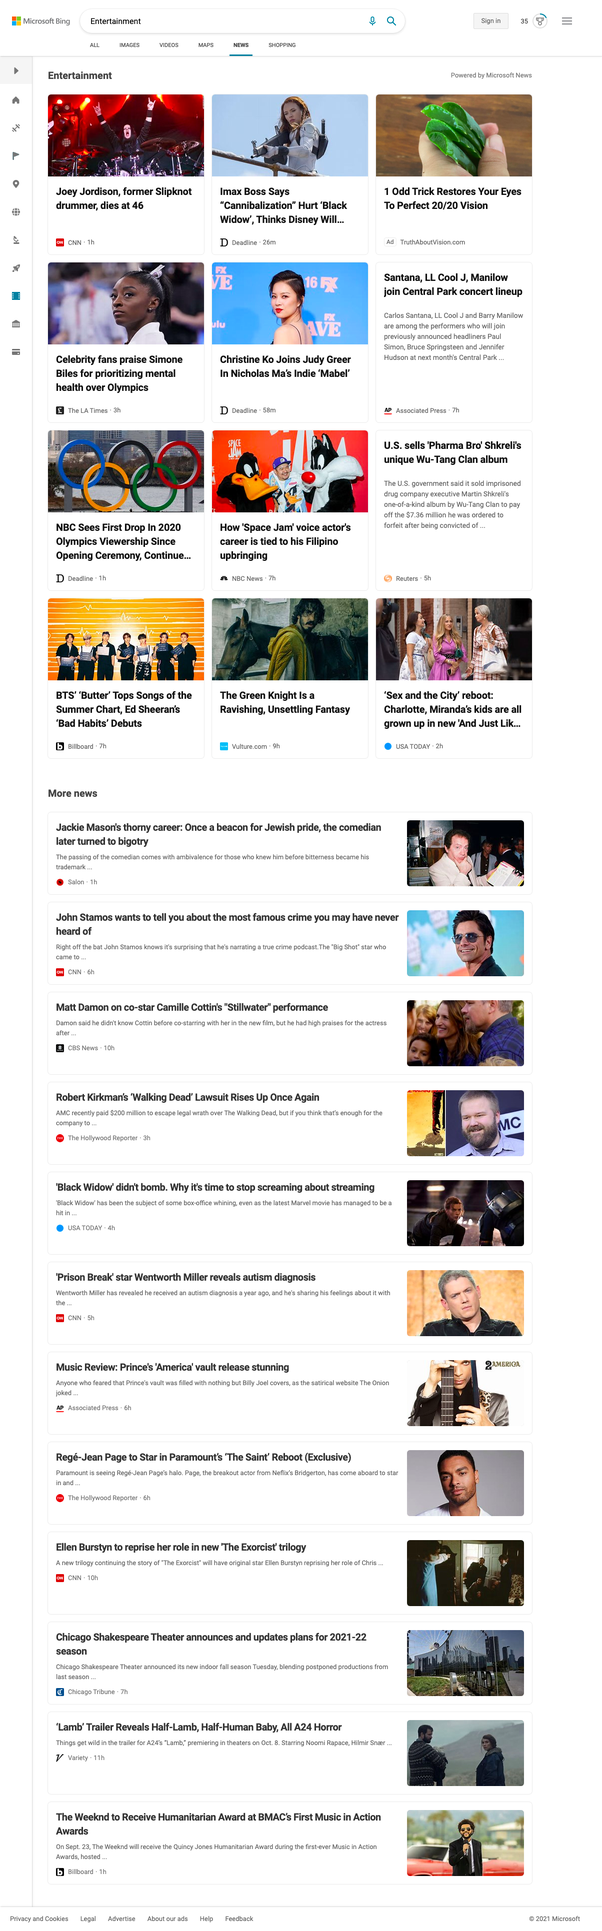 Microsoft Bing
Entertainment
Sign in
35
ALL
IMAGES
VIDEOS
MAPS
NEWS
SHOPPING
Entertainment
Powered by Microsoft News
Joey Jordison, former Slipknot
drummer, dies at 46
CNN · 1h
Imax Boss Says
“Cannibalization” Hurt ‘Black
Widow’, Thinks Disney Will…
Deadline · 26m
1 Odd Trick Restores Your Eyes
To Perfect 20/20 Vision
Ad TruthAboutVision.com
Celebrity fans praise Simone
Biles for prioritizing mental
health over Olympics
The LA Times · 3h
Christine Ko Joins Judy Greer
In Nicholas Ma’s Indie ‘Mabel’
Deadline · 58m
Santana, LL Cool J, Manilow
join Central Park concert lineup
Carlos Santana, LL Cool J and Barry Manilow
are among the performers who will join
previously announced headliners Paul
Simon, Bruce Springsteen and Jennifer
Hudson at next month's Central Park ...
Associated Press · 7h
NBC Sees First Drop In 2020
Olympics Viewership Since
Opening Ceremony, Continue…
Deadline · 1h
How 'Space Jam' voice actor's
career is tied to his Filipino
upbringing
NBC News · 7h
U.S. sells 'Pharma Bro' Shkreli's
unique Wu-Tang Clan album
The U.S. government said it sold imprisoned
drug company executive Martin Shkreli's
one-of-a-kind album by Wu-Tang Clan to pay
off the $7.36 million he was ordered to
forfeit after being convicted of ...
Reuters · 5h
BTS’ ‘Butter’ Tops Songs of the
Summer Chart, Ed Sheeran’s
‘Bad Habits’ Debuts
Billboard · 7h
The Green Knight Is a
Ravishing, Unsettling Fantasy
Vulture.com · 9h
‘Sex and the City’ reboot:
Charlotte, Miranda’s kids are all
grown up in new 'And Just Lik…
USA TODAY · 2h
More news
Jackie Mason's thorny career: Once a beacon for Jewish pride, the comedian
later turned to bigotry
The passing of the comedian comes with ambivalence for those who knew him before bitterness became his
trademark ...
Salon · 1h
John Stamos wants to tell you about the most famous crime you may have never
heard of
Right off the bat John Stamos knows it's surprising that he's narrating a true crime podcast.The "Big Shot" star who
came to ...
CNN · 6h
Matt Damon on co-star Camille Cottin's "Stillwater" performance
Damon said he didn't know Cottin before co-starring with her in the new film, but he had high praises for the actress
after ...
CBS News · 10h
Robert Kirkman’s ‘Walking Dead’ Lawsuit Rises Up Once Again
AMC recently paid $200 million to escape legal wrath over The Walking Dead, but if you think that's enough for the
company to ...
The Hollywood Reporter · 3h
'Black Widow' didn't bomb. Why it's time to stop screaming about streaming
'Black Widow' has been the subject of some box-office whining, even as the latest Marvel movie has managed to be a
hit in ...
USA TODAY · 4h
'Prison Break' star Wentworth Miller reveals autism diagnosis
Wentworth Miller has revealed he received an autism diagnosis a year ago, and he's sharing his feelings about it with
the ...
CNN · 5h
Music Review: Prince's 'America' vault release stunning
Anyone who feared that Prince's vault was filled with nothing but Billy Joel covers, as the satirical website The Onion
joked ...
Associated Press · 6h
Regé-Jean Page to Star in Paramount’s ‘The Saint’ Reboot (Exclusive)
Paramount is seeing Regé-Jean Page's halo. Page, the breakout actor from Neflix's Bridgerton, has come aboard to star
in and ...
The Hollywood Reporter · 6h
Ellen Burstyn to reprise her role in new 'The Exorcist' trilogy
A new trilogy continuing the story of "The Exorcist" will have original star Ellen Burstyn reprising her role of Chris ...
CNN · 10h
Chicago Shakespeare Theater announces and updates plans for 2021-22
season
Chicago Shakespeare Theater announced its new indoor fall season Tuesday, blending postponed productions from
last season ...
Chicago Tribune · 7h
‘Lamb’ Trailer Reveals Half-Lamb, Half-Human Baby, All A24 Horror
Things get wild in the trailer for A24's "Lamb," premiering in theaters on Oct. 8. Starring Noomi Rapace, Hilmir Snær ...
Variety · 11h
The Weeknd to Receive Humanitarian Award at BMAC’s First Music in Action
Awards
On Sept. 23, The Weeknd will receive the Quincy Jones Humanitarian Award during the first-ever Music in Action
Awards, hosted ...
Billboard · 1h
Privacy and Cookies
Legal
Advertise
About our ads
Help
Feedback
© 2021 Microsoft